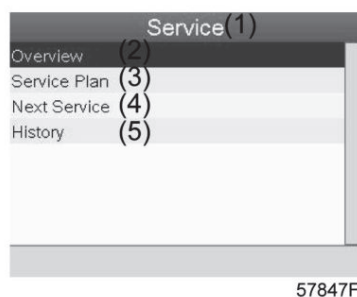 Service(1)
Overview (2)
Service Plan (3)
Next Service (4)
History (5)
57847F